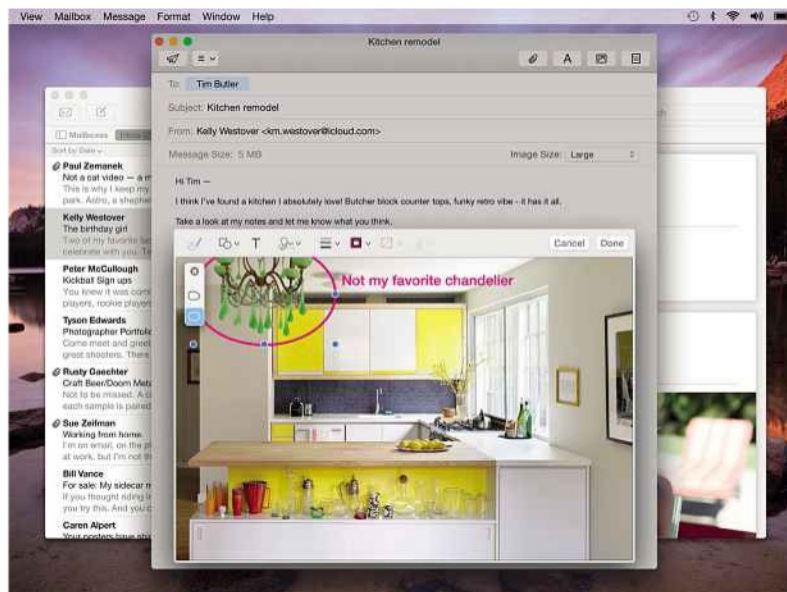 View Mailbox Message Format Window Help
Kitchen remodel
To: Tim Butler
Subject: Kitchen remodel
From: Kelly Westover <km.westover@icloud.com>
Message Size: 5 MB Image Size: Large
Hi Tim —
I think I've found a kitchen I absolutely love! Butcher block counter tops, funky retro vibe - it has it all.
Take a look at my notes and let me know what you think.
T Cancel Done
Not my favorite chandelier
Mailboxes
Sort by Date
Paul Zemanek
Not a cat video — a m
This is why I keep my
park. Astro, a shephe
Kelly Westover
The birthday girl
Two of my favorite
celebrate with you.
Peter McCullough
Kickball Sign ups
You knew it was com
players, rookie player
Tyson Edwards
Photographer Portfolio
Come meet and greet
great shooters. There
Rusty Gaechter
Craft Beer/Doom Meta
Not to be missed. A
each sample is paired
Sue Zeifman
Working from home
I'm on email, on the p
at work, but I'm not
Bill Vance
For sale: My sidecar
If you thought riding
you try this. And you c
Caren Alpert
Your posters have